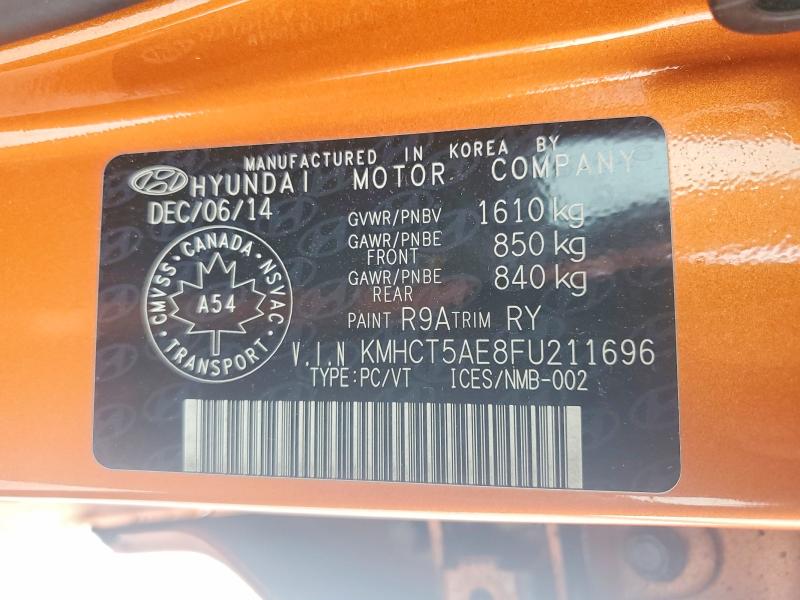 MANUFACTURED IN KOREA BY
HYUNDAI MOTOR COMPANY
DEC/06/14
GVWR/PNBV 1610 kg
GAWR/PNBE FRONT 850 kg
GAWR/PNBE REAR 840 kg
CMVSS · CANADA · NSVAC
A54
TRANSPORT
PAINT R9A TRIM RY
V.I.N KMHCT5AE8FU211696
TYPE:PC/VT ICES/NMB-002